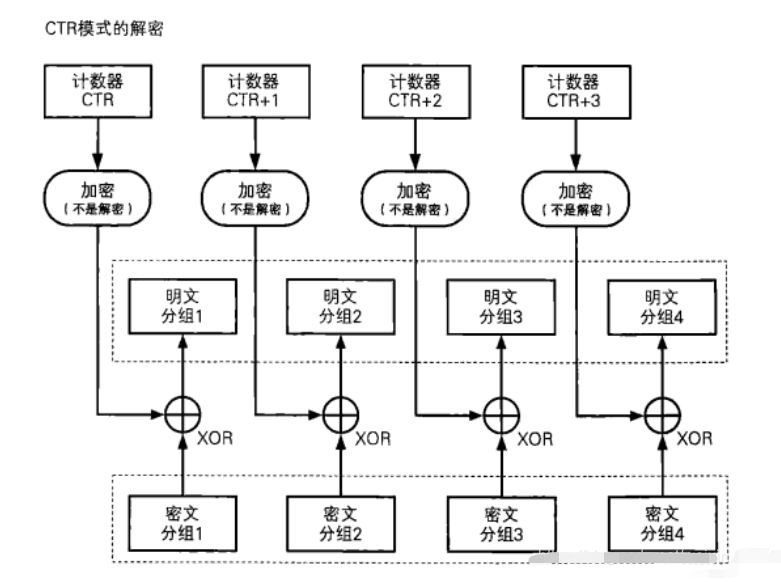 CTR模式的解密
计数器
CTR
计数器
CTR+1
计数器
CTR+2
计数器
CTR+3
加密
(不是解密)
加密
(不是解密)
加密
(不是解密)
加密
(不是解密)
明文
分组1
明文
分组2
明文
分组3
明文
分组4
XOR
XOR
XOR
XOR
密文
分组1
密文
分组2
密文
分组3
密文
分组4